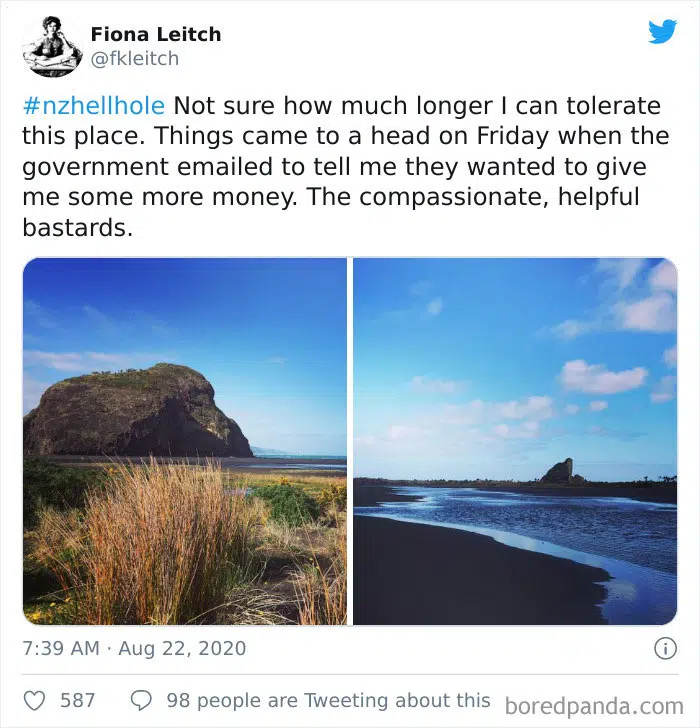 Fiona Leitch
@fkleitch
#nzhellhole Not sure how much longer I can tolerate
this place. Things came to a head on Friday when the
government emailed to tell me they wanted to give
me some more money. The compassionate, helpful
bastards.
7:39 AM · Aug 22, 2020
587 98 people are Tweeting about this
boredpanda.com